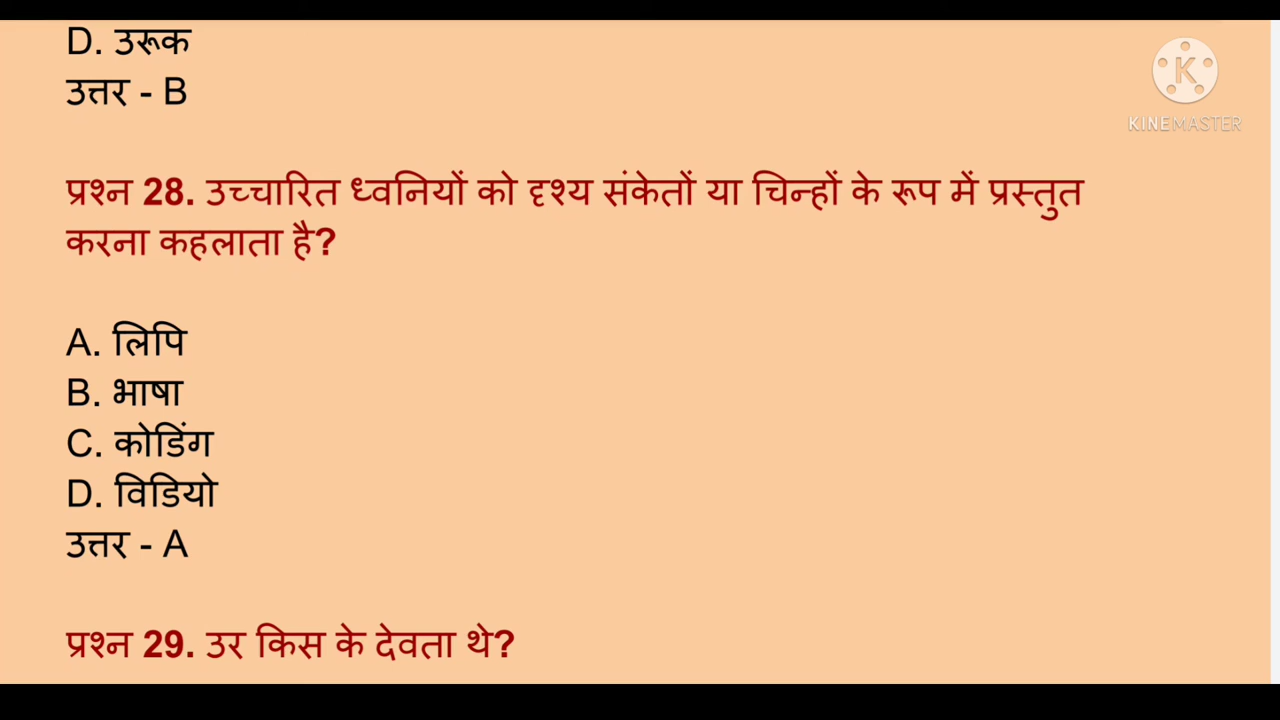 D. उरूक
उत्तर - B
KINEMASTER
प्रश्न 28. उच्चारित ध्वनियों को दृश्य संकेतों या चिन्हों के रूप में प्रस्तुत
करना कहलाता है?
A. लिपि
B. भाषा
C. कोडिंग
D. विडियो
उत्तर - A
प्रश्न 29. उर किस के देवता थे?